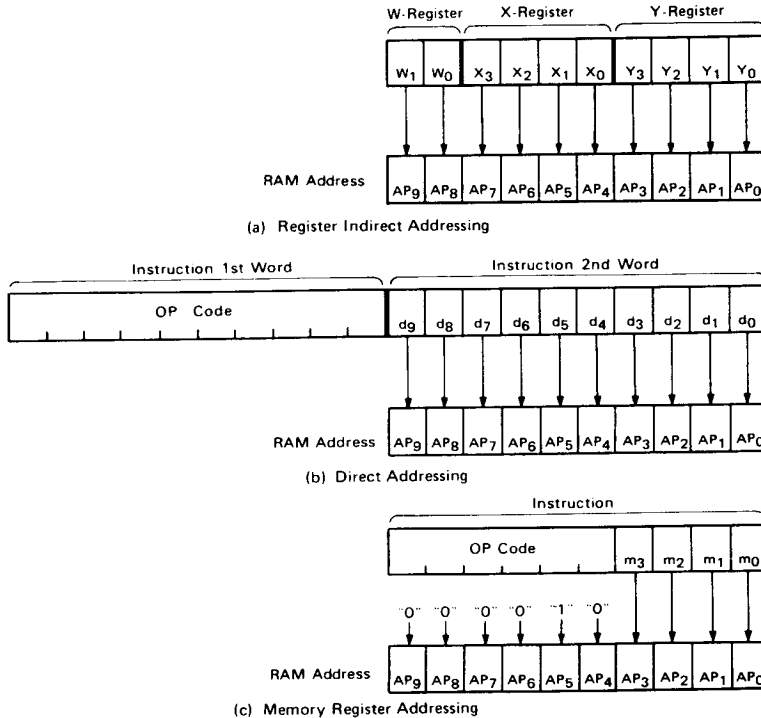 W-Register X-Register Y-Register
W1 W0 X3 X2 X1 X0 Y3 Y2 Y1 Y0
RAM Address AP9 AP8 AP7 AP6 AP5 AP4 AP3 AP2 AP1 AP0
(a) Register Indirect Addressing
Instruction 1st Word Instruction 2nd Word
OP Code d9 d8 d7 d6 d5 d4 d3 d2 d1 d0
RAM Address AP9 AP8 AP7 AP6 AP5 AP4 AP3 AP2 AP1 AP0
(b) Direct Addressing
Instruction
OP Code m3 m2 m1 m0
"0" "0" "0" "0" "1" "0"
RAM Address AP9 AP8 AP7 AP6 AP5 AP4 AP3 AP2 AP1 AP0
(c) Memory Register Addressing